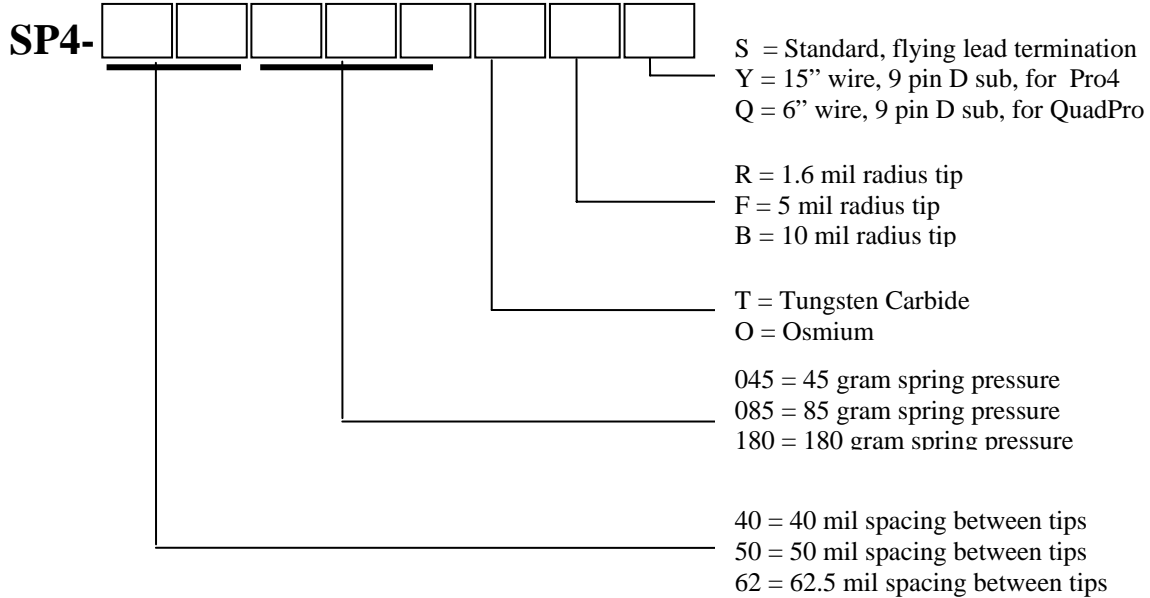 SP4-
S = Standard, flying lead termination
Y = 15” wire, 9 pin D sub, for Pro4
Q = 6” wire, 9 pin D sub, for QuadPro
R = 1.6 mil radius tip
F = 5 mil radius tip
B = 10 mil radius tip
T = Tungsten Carbide
O = Osmium
045 = 45 gram spring pressure
085 = 85 gram spring pressure
180 = 180 gram spring pressure
40 = 40 mil spacing between tips
50 = 50 mil spacing between tips
62 = 62.5 mil spacing between tips